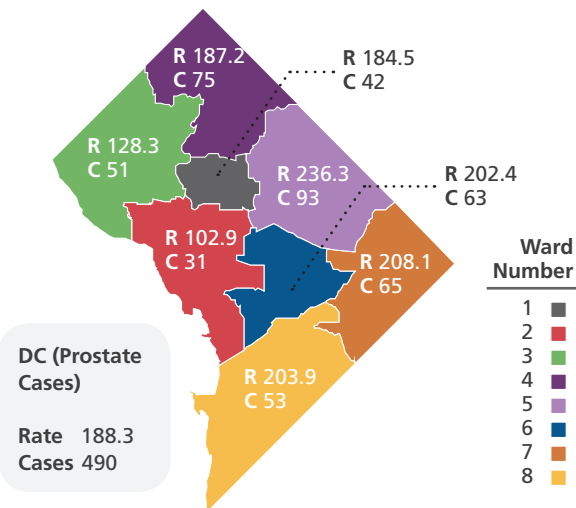 R 187.2
C 75
R 184.5
C 42
R 128.3
C 51
R 236.3
C 93
R 202.4
C 63
R 102.9
C 31
R 208.1
C 65
R 203.9
C 53
DC (Prostate
Cases)
Rate 188.3
Cases 490
Ward
Number
1
2
3
4
5
6
7
8